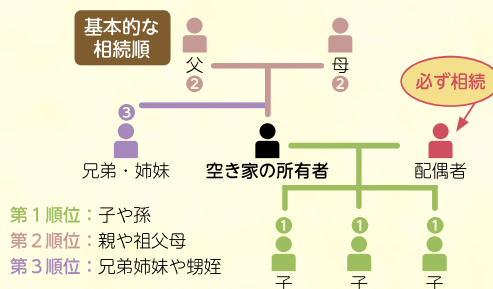 基本的な
相続順
父
母
2
2
必ず相続
3
兄弟・姉妹
空き家の所有者
配偶者
第1順位：子や孫
第2順位：親や祖父母
第3順位：兄弟姉妹や甥姪
1
1
1
子
子
子